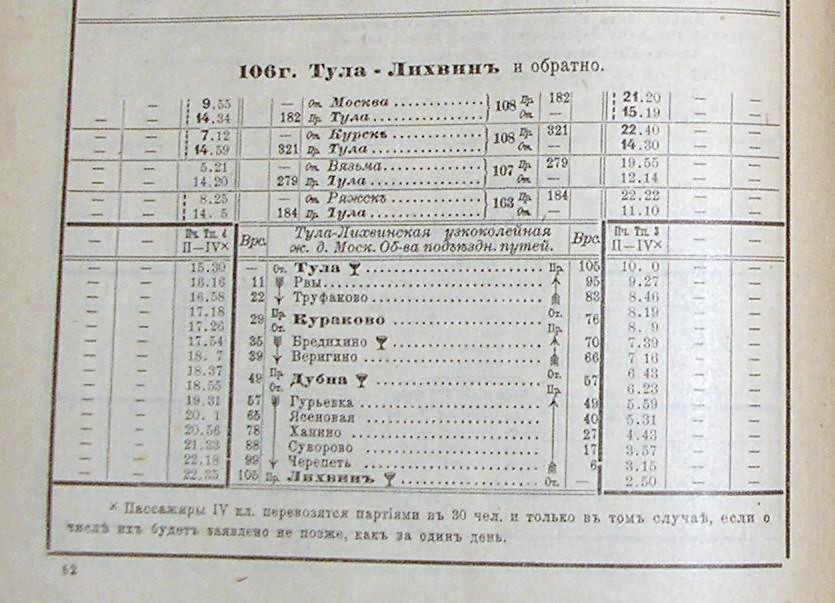 106г. Тула - Лихвинъ и обратно.
— — 9.55 — От. Москва 108 Пр. 182 21.20 — —
— — 14.34 182 Пр. Тула От. — 15.19 — —
— — 7.12 — От. Курскъ 108 Пр. 321 22.40 — —
— — 14.59 321 Пр. Тула От. — 14.30 — —
— — 5.21 — От. Вязьма 107 Пр. 279 19.55 — —
— — 14.20 279 Пр. Тула От. — 12.14 — —
— — 8.25 — От. Ряжскъ 163 Пр. 184 22.22 — —
— — 14. 5 184 Пр. Тула От. — 11.10 — —
Пч. Тп. 4 Тула-Лихвинская узкоколейная Пч. Тп. 3
— — II—IV× Врс. ж. д. Моск. Об-ва подъѣздн. путей. Врс. II—IV× — —
— — 15.30 — От. Тула Пр. 105 10. 0 — —
— — 16.16 11 Рвы 95 9.27 — —
— — 16.58 22 Труфаково 83 8.46 — —
— — 17.18 29 Пр. Кураково От. 76 8.19 — —
— — 17.26 От. Пр. 8. 9 — —
— — 17.54 35 Бредихино 70 7.39 — —
— — 18. 7 39 Веригино 66 7 16 — —
— — 18.37 49 Пр. Дубна От. 57 6.43 — —
— — 18.55 От. Пр. 6.23 — —
— — 19.31 57 Гурьевка 49 5.59 — —
— — 20. 1 65 Ясеновая 40 5.31 — —
— — 20.56 78 Ханино 27 4.43 — —
— — 21.33 88 Суворово 17 3.57 — —
— — 22.18 99 Черепеть 6 3.15 — —
— — 22.35 105 Пр. Лихвинъ От. — 2.50 — —
× Пассажиры IV кл. перевозятся партіями въ 30 чел. и только въ томъ случаѣ, если о
числѣ ихъ будетъ заявлено не позже, какъ за одинъ день.
62